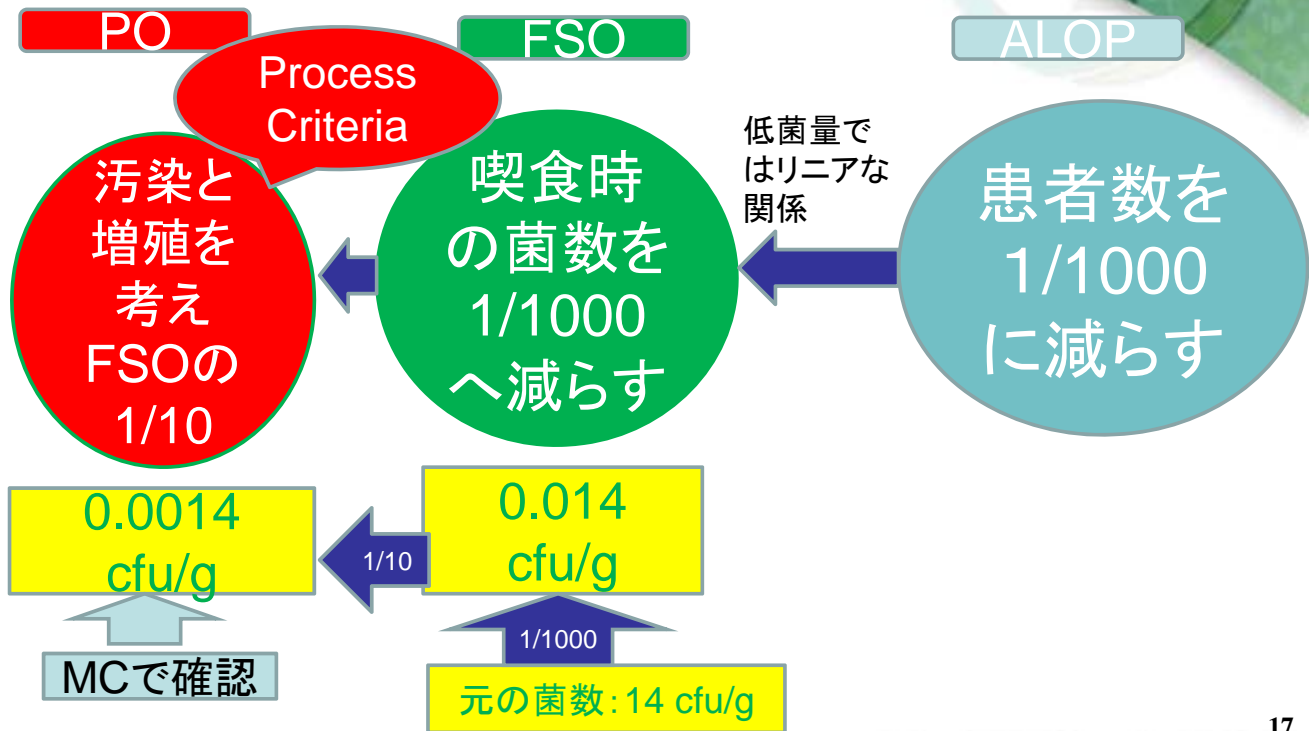 PO
FSO
ALOP
Process
Criteria
汚染と
増殖を
考え
FSOの
1/10
喫食時
の菌数を
1/1000
へ減らす
低菌量で
はリニアな
関係
患者数を
1/1000
に減らす
0.0014
cfu/g
1/10
0.014
cfu/g
MCで確認
1/1000
元の菌数：14 cfu/g
17